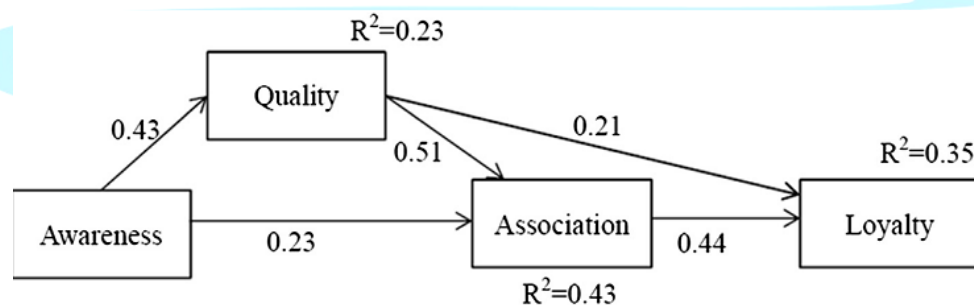 R²=0.23
Quality
0.43
0.21
0.51
R²=0.35
Awareness
0.23
Association
0.44
Loyalty
R²=0.43